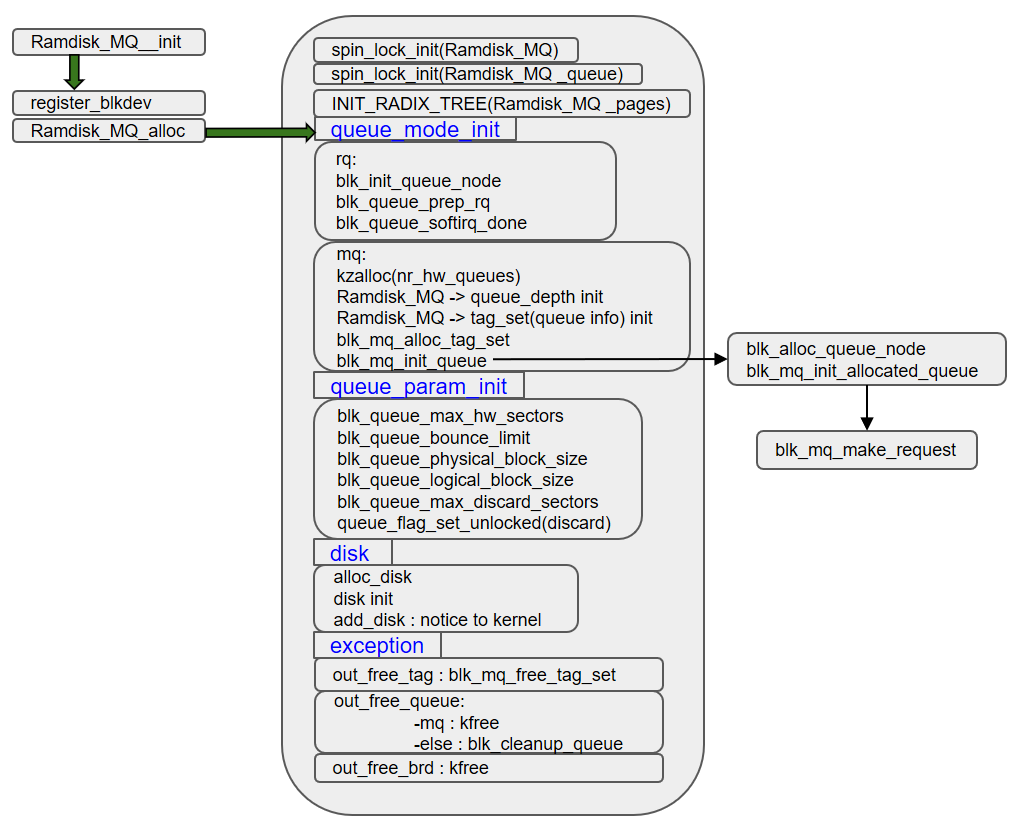 Ramdisk_MQ__init
register_blkdev
Ramdisk_MQ_alloc
spin_lock_init(Ramdisk_MQ)
spin_lock_init(Ramdisk_MQ _queue)
INIT_RADIX_TREE(Ramdisk_MQ _pages)
queue_mode_init
rq:
blk_init_queue_node
blk_queue_prep_rq
blk_queue_softirq_done
mq:
kzalloc(nr_hw_queues)
Ramdisk_MQ -> queue_depth init
Ramdisk_MQ -> tag_set(queue info) init
blk_mq_alloc_tag_set
blk_mq_init_queue
queue_param_init
blk_queue_max_hw_sectors
blk_queue_bounce_limit
blk_queue_physical_block_size
blk_queue_logical_block_size
blk_queue_max_discard_sectors
queue_flag_set_unlocked(discard)
disk
alloc_disk
disk init
add_disk : notice to kernel
exception
out_free_tag : blk_mq_free_tag_set
out_free_queue:
-mq : kfree
-else : blk_cleanup_queue
out_free_brd : kfree
blk_alloc_queue_node
blk_mq_init_allocated_queue
blk_mq_make_request